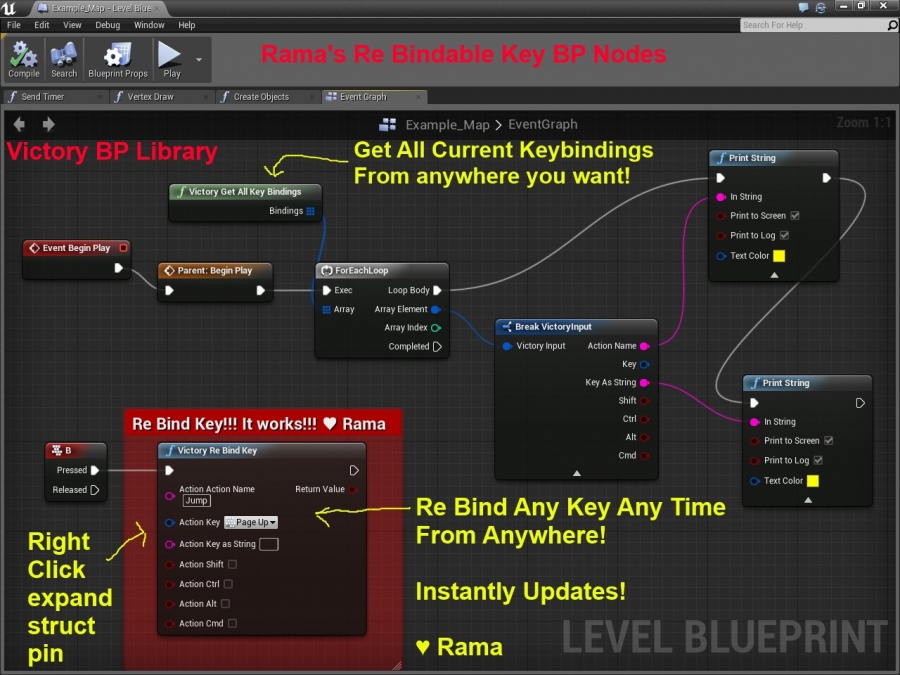 Example_Map - Level Blue
File Edit View Debug Window Help
Search For Help
Compile Search Blueprint Props Play
Rama's Re Bindable Key BP Nodes
Send Timer Vertex Draw Create Objects Event Graph
Example_Map > EventGraph
Zoom 1:1
Victory BP Library
Get All Current Keybindings
From anywhere you want!
Victory Get All Key Bindings
Bindings
Event Begin Play
Parent: Begin Play
ForEachLoop
Exec Loop Body
Array Array Element
Array Index
Completed
Print String
In String
Print to Screen
Print to Log
Text Color
Break VictoryInput
Victory Input Action Name
Key
Key As String
Shift
Ctrl
Alt
Cmd
Print String
In String
Print to Screen
Print to Log
Text Color
Re Bind Key!!! It works!!! ♥ Rama
B
Pressed
Released
Victory Re Bind Key
Action Action Name Return Value
Jump
Action Key Page Up
Action Key as String
Action Shift
Action Ctrl
Action Alt
Action Cmd
Right
Click
expand
struct
pin
Re Bind Any Key Any Time
From Anywhere!
Instantly Updates!
♥ Rama
LEVEL BLUEPRINT